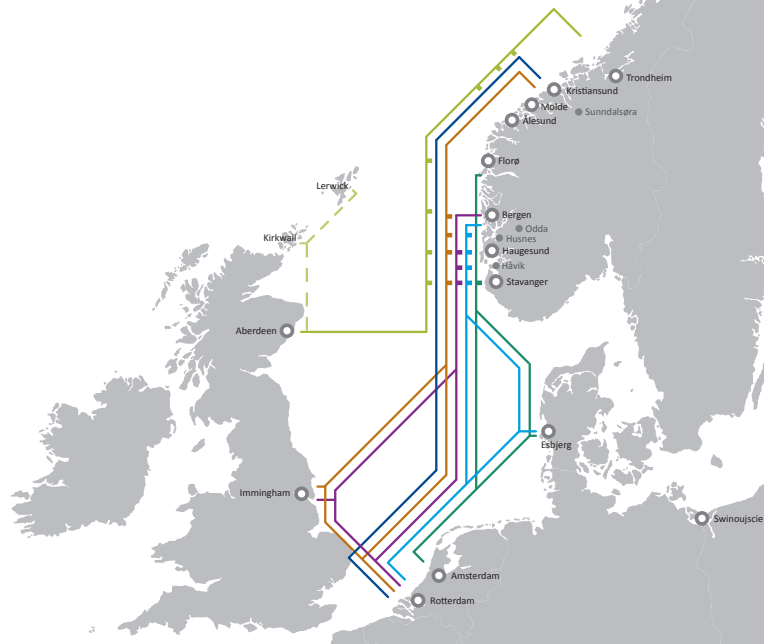 Trondheim
Kristiansund
Molde
Sunndalsøra
Ålesund
Florø
Lerwick
Bergen
Odda
Kirkwall
Husnes
Haugesund
Håvik
Stavanger
Aberdeen
Esbjerg
Immingham
Swinoujscie
Amsterdam
Rotterdam